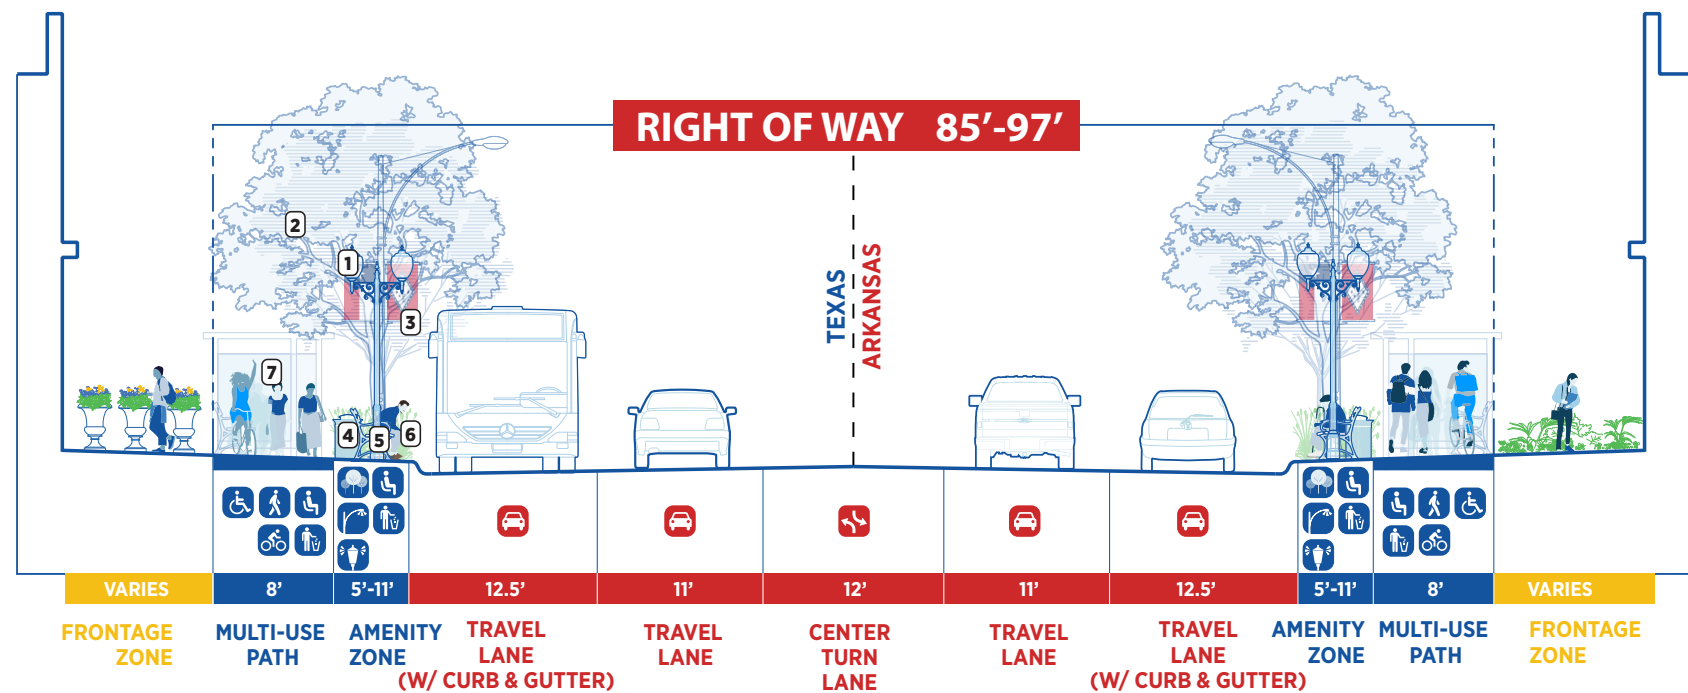 RIGHT OF WAY 85’-97’
TEXAS
ARKANSAS
2
1
3
7
4
5
6
VARIES
8’
5’-11’
12.5’
11’
12’
11’
12.5’
5’-11’
8’
VARIES
FRONTAGE
ZONE
MULTI-USE
PATH
AMENITY
ZONE
TRAVEL
LANE
(W/ CURB & GUTTER)
TRAVEL
LANE
CENTER
TURN
LANE
TRAVEL
LANE
TRAVEL
LANE
(W/ CURB & GUTTER)
AMENITY
ZONE
MULTI-USE
PATH
FRONTAGE
ZONE